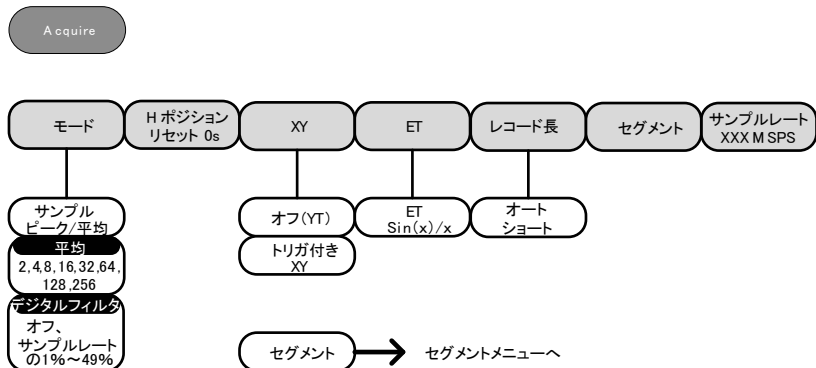 Acquire
モード
H ポジション
リセット 0s
XY
ET
レコード長
セグメント
サンプルレート
XXX M SPS
サンプル
ピーク/平均
平均
2,4,8,16,32,64,
128,256
デジタルフィルタ
オフ、
サンプルレート
の1%～49%
オフ(YT)
トリガ付き
XY
ET
Sin(x)/x
オート
ショート
セグメント
セグメントメニューへ